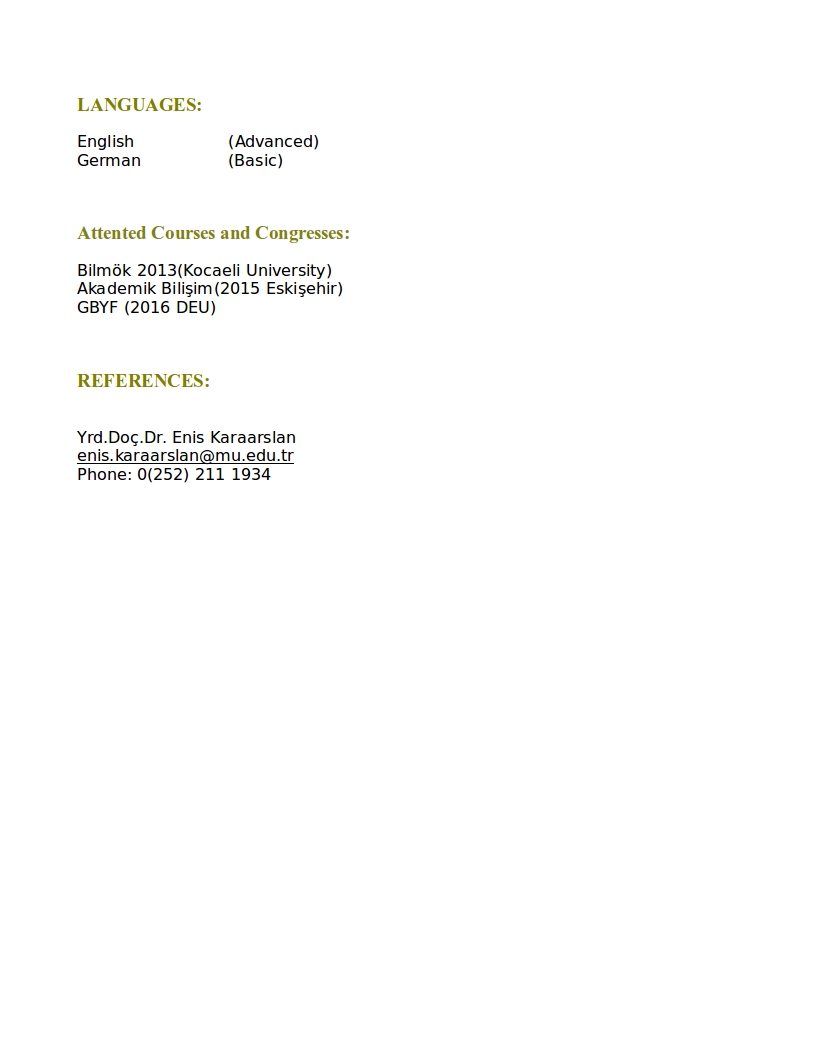 LANGUAGES:
English (Advanced)
German (Basic)
Attented Courses and Congresses:
Bilmök 2013(Kocaeli University)
Akademik Bilişim(2015 Eskişehir)
GBYF (2016 DEU)
REFERENCES:
Yrd.Doç.Dr. Enis Karaarslan
enis.karaarslan@mu.edu.tr
Phone: 0(252) 211 1934